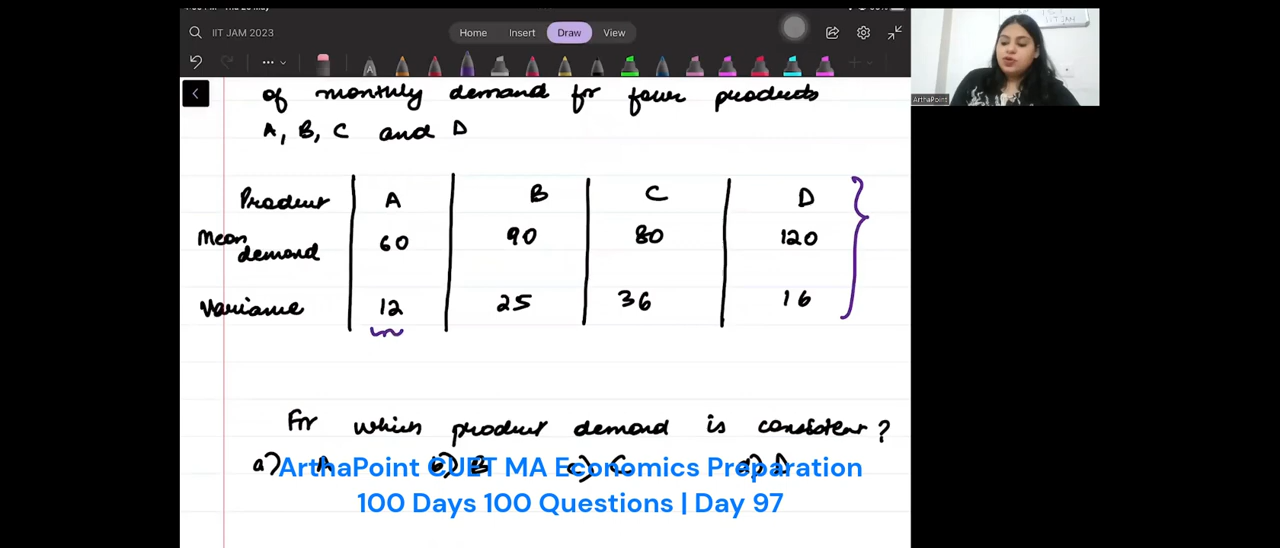 IIT JAM 2023
Home Insert Draw View
of monthly demand for four products
A, B, C and D
Product A B C D
Mean demand 60 90 80 120
Variance 12 25 36 16
For which product demand is consistent?
a) A b) B c) C d) D
ArthaPoint CUET MA Economics Preparation
100 Days 100 Questions | Day 97
ArthaPoint